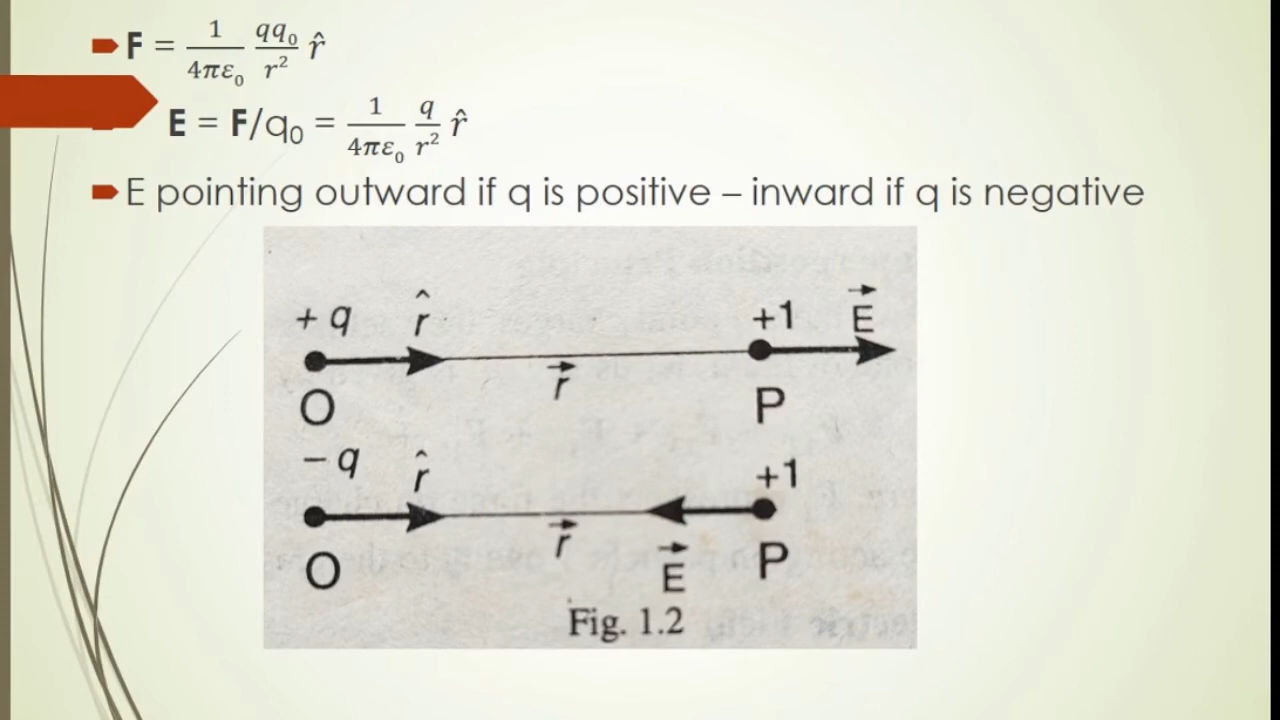 F = 1/4πε₀ qq₀/r² r̂
E = F/q₀ = 1/4πε₀ q/r² r̂
E pointing outward if q is positive – inward if q is negative
+q r̂ +1 E⃗
r⃗
O P
−q r̂ +1
r⃗
O E⃗ P
Fig. 1.2